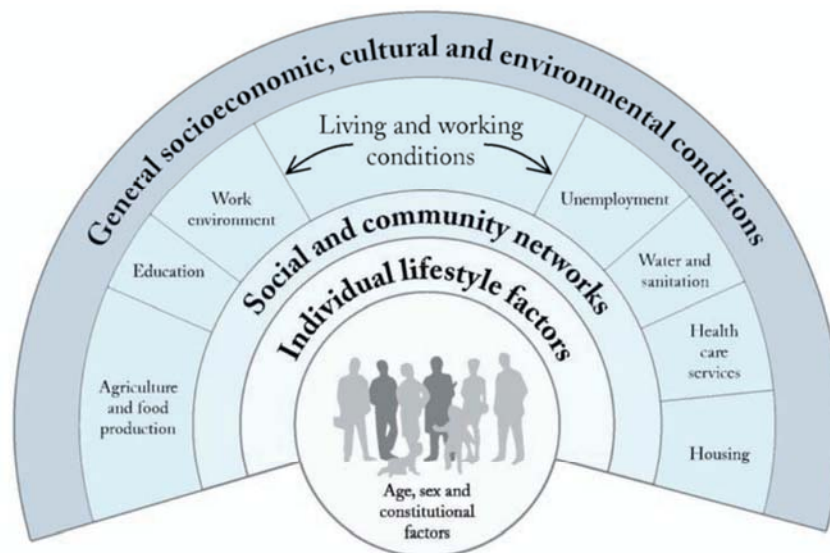 General socioeconomic, cultural and environmental conditions
Living and working
conditions
Work
environment
Unemployment
Education
Water and
sanitation
Agriculture
and food
production
Health
care
services
Housing
Social and community networks
Individual lifestyle factors
Age, sex and
constitutional
factors